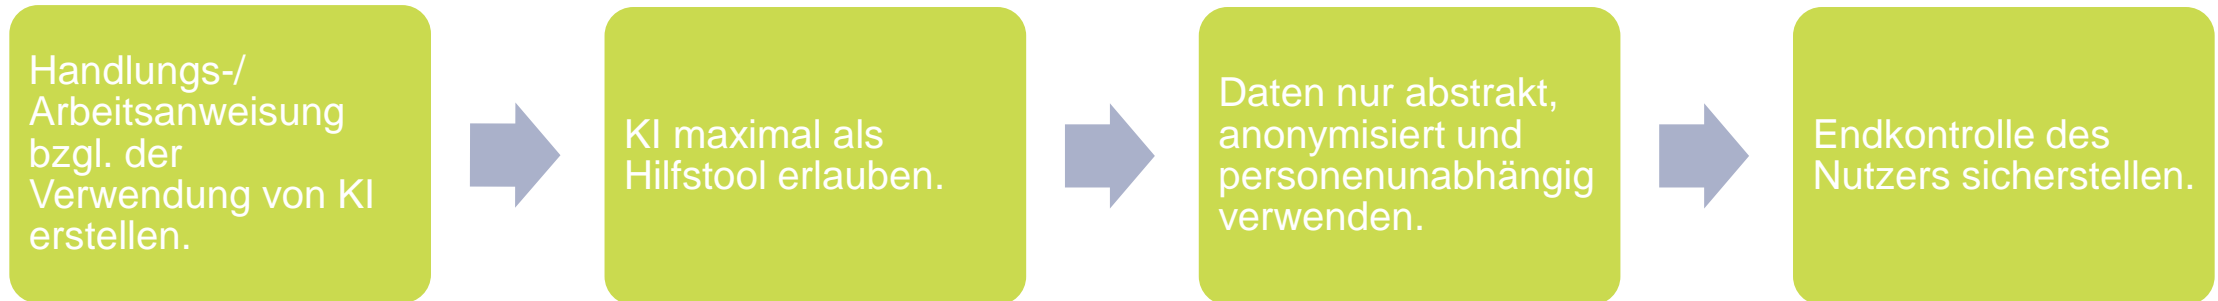 Handlungs-/
Arbeitsanweisung
bzgl. der
Verwendung von KI
erstellen.
KI maximal als
Hilfstool erlauben.
Daten nur abstrakt,
anonymisiert und
personenunabhängig
verwenden.
Endkontrolle des
Nutzers sicherstellen.